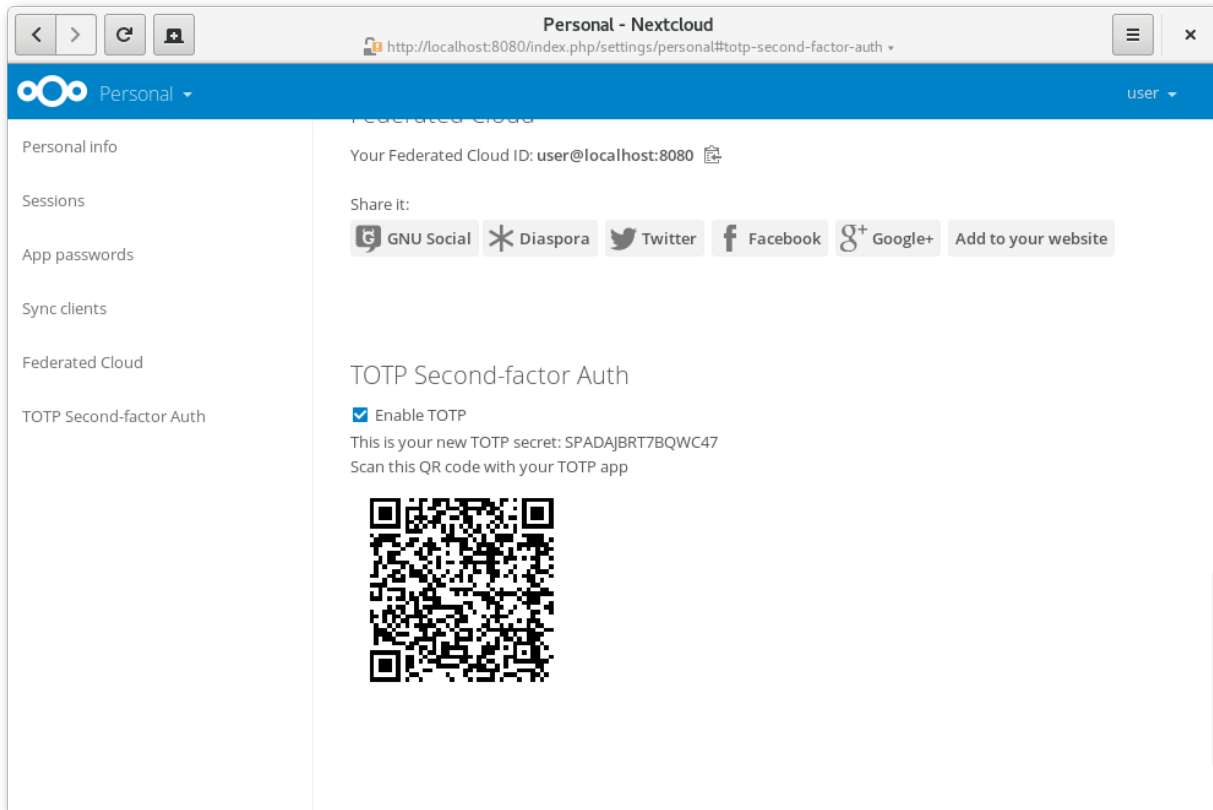 Personal - Nextcloud
http://localhost:8080/index.php/settings/personal#totp-second-factor-auth
Personal
user
Personal info
Sessions
App passwords
Sync clients
Federated Cloud
TOTP Second-factor Auth
Federated Cloud
Your Federated Cloud ID: user@localhost:8080
Share it:
GNU Social Diaspora Twitter Facebook Google+ Add to your website
TOTP Second-factor Auth
Enable TOTP
This is your new TOTP secret: SPADAJBRT7BQWC47
Scan this QR code with your TOTP app